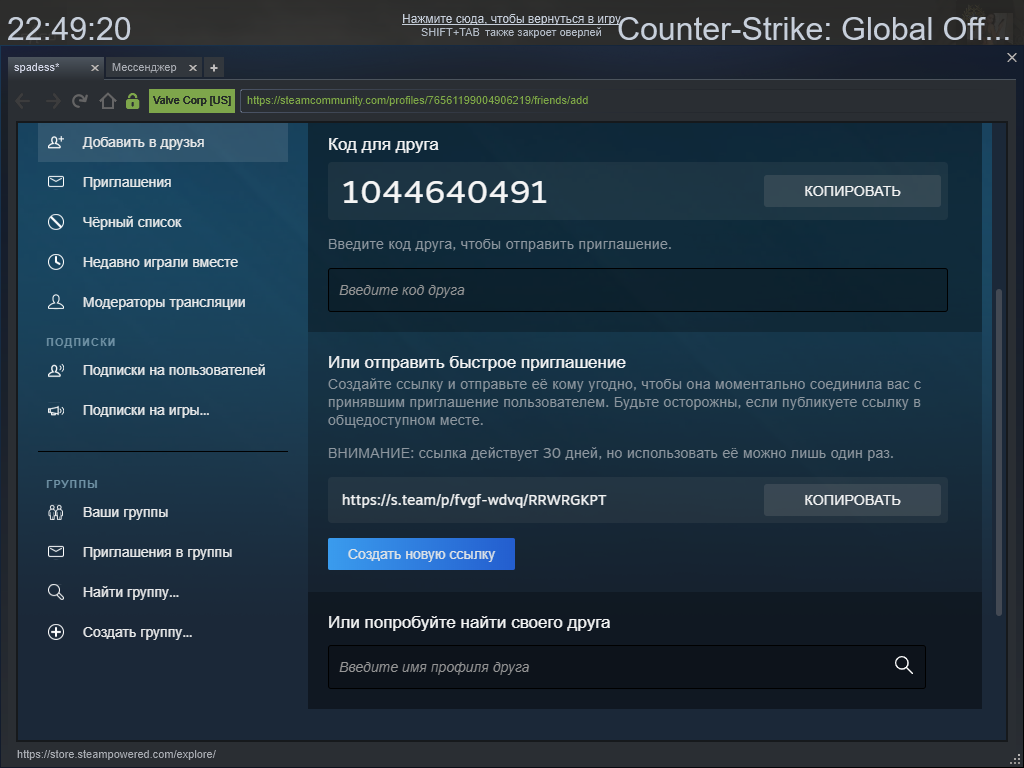 22:49:20
Нажмите сюда, чтобы вернуться в игру
SHIFT+TAB также закроет оверлей
Counter-Strike: Global Off...
spadess*
Мессенджер
Valve Corp [US]
https://steamcommunity.com/profiles/76561199004906219/friends/add
Добавить в друзья
Приглашения
Чёрный список
Недавно играли вместе
Модераторы трансляции
ПОДПИСКИ
Подписки на пользователей
Подписки на игры...
ГРУППЫ
Ваши группы
Приглашения в группы
Найти группу...
Создать группу...
Код для друга
1044640491
КОПИРОВАТЬ
Введите код друга, чтобы отправить приглашение.
Введите код друга
Или отправить быстрое приглашение
Создайте ссылку и отправьте её кому угодно, чтобы она моментально соединила вас с
принявшим приглашение пользователем. Будьте осторожны, если публикуете ссылку в
общедоступном месте.
ВНИМАНИЕ: ссылка действует 30 дней, но использовать её можно лишь один раз.
https://s.team/p/fvgf-wdvq/RRWRGKPT
КОПИРОВАТЬ
Создать новую ссылку
Или попробуйте найти своего друга
Введите имя профиля друга
https://store.steampowered.com/explore/